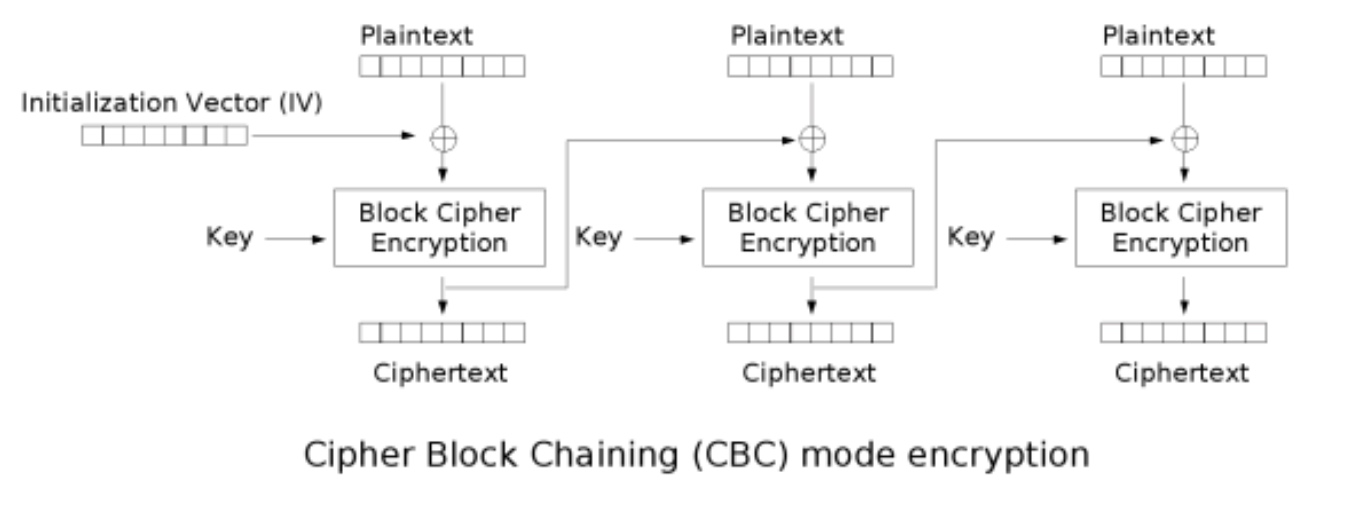 Plaintext
Plaintext
Plaintext
Initialization Vector (IV)
Key
Block Cipher
Encryption
Key
Block Cipher
Encryption
Key
Block Cipher
Encryption
Ciphertext
Ciphertext
Ciphertext
Cipher Block Chaining (CBC) mode encryption